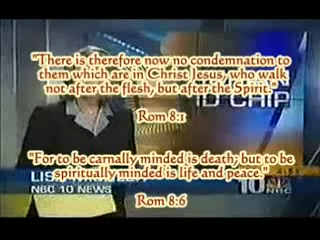 "There is therefore now no condemnation to
them which are in Christ Jesus, who walk
not after the flesh, but after the Spirit."
ID CHIP
Rom 8:1
"For to be carnally minded is death; but to be
spiritually minded is life and peace."
NBC 10 NEWS
10
NBC
Rom 8:6